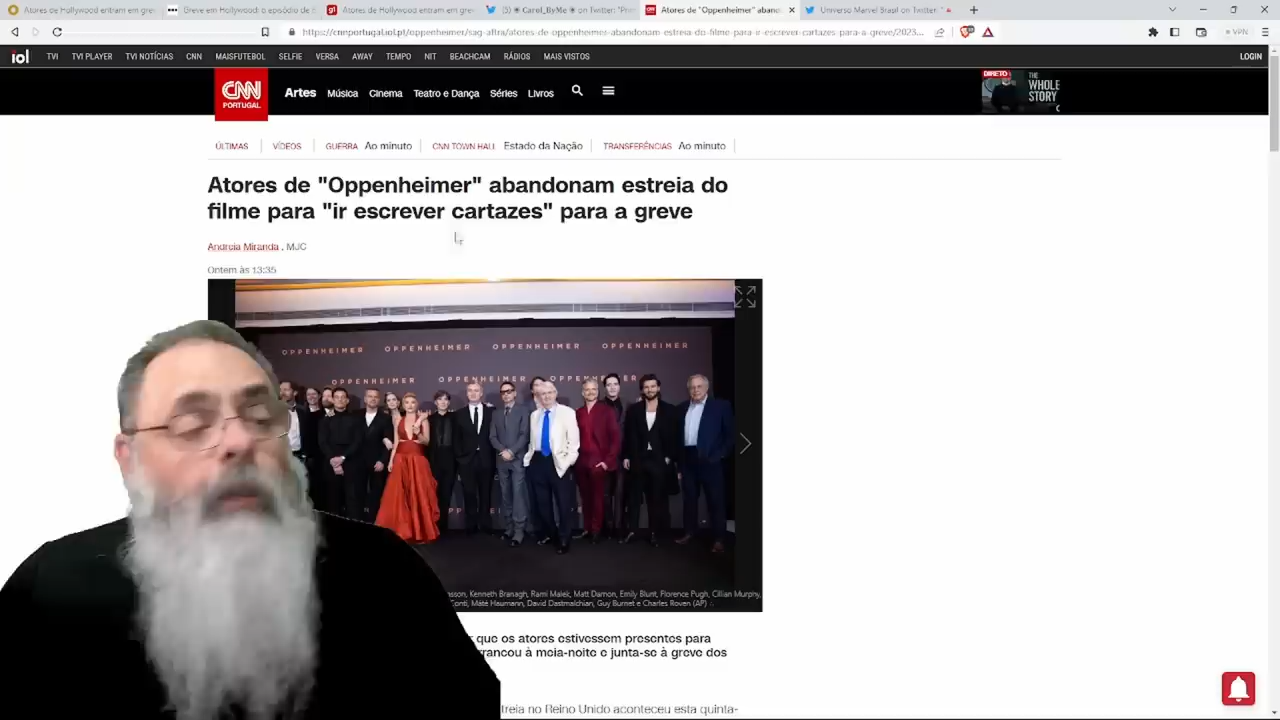 Atores de Hollywood entram em grev
Greve em Hollywood: o episódio de S
Atores de Hollywood entram em grev
(5) ☀ Carol_ByMe ☀ on Twitter: "Prin
Atores de "Oppenheimer" aband
Universo Marvel Brasil on Twitter: "
https://cnnportugal.iol.pt/oppenheimer/sag-aftra/atores-de-oppenheimer-abandonam-estreia-do-filme-para-ir-escrever-cartazes-para-a-greve/2023...
VPN
iol TVI TVI PLAYER TVI NOTÍCIAS CNN MAISFUTEBOL SELFIE VERSA AWAY TEMPO NIT BEACHCAM RÁDIOS MAIS VISTOS LOGIN
CNN PORTUGAL
Artes Música Cinema Teatro e Dança Séries Livros
DIRETO
THE WHOLE STORY
ÚLTIMAS VÍDEOS GUERRA Ao minuto CNN TOWN HALL Estado da Nação TRANSFERÊNCIAS Ao minuto
Atores de "Oppenheimer" abandonam estreia do
filme para "ir escrever cartazes" para a greve
Andreia Miranda , MJC
Ontem às 13:35
OPPENHEIMER OPPENHEIMER OPPENHEIMER OPPENHEIMER
OPPENHEIMER OPPENHEIMER OPPENHEIMER
nsson, Kenneth Branagh, Rami Malek, Matt Damon, Emily Blunt, Florence Pugh, Cillian Murphy,
Conti, Máté Haumann, David Dastmalchian, Guy Burnet e Charles Roven (AP)
que os atores estivessem presentes para
rrancou à meia-noite e junta-se à greve dos
treia no Reino Unido aconteceu esta quinta-